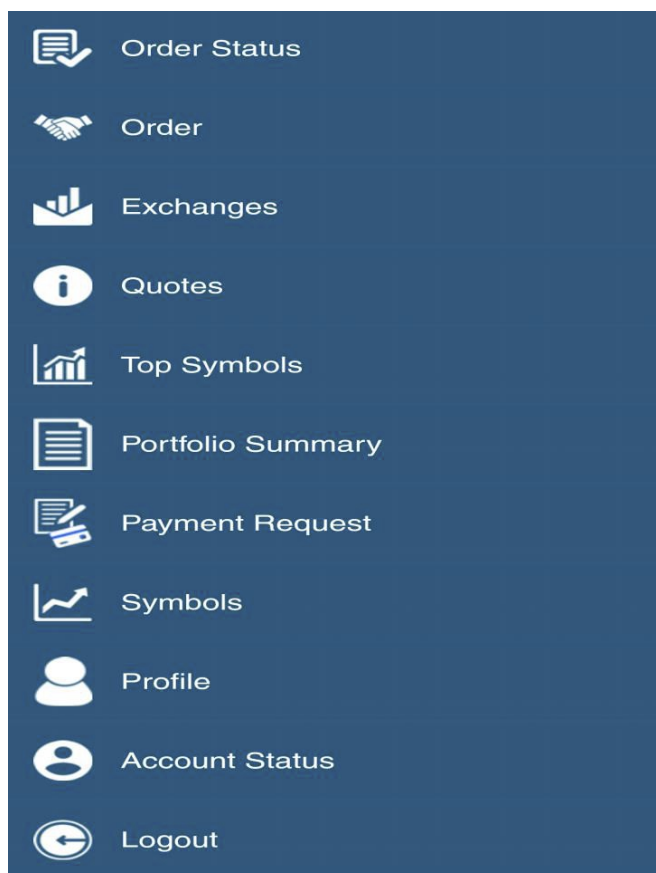 Order Status
Order
Exchanges
Quotes
Top Symbols
Portfolio Summary
Payment Request
Symbols
Profile
Account Status
Logout